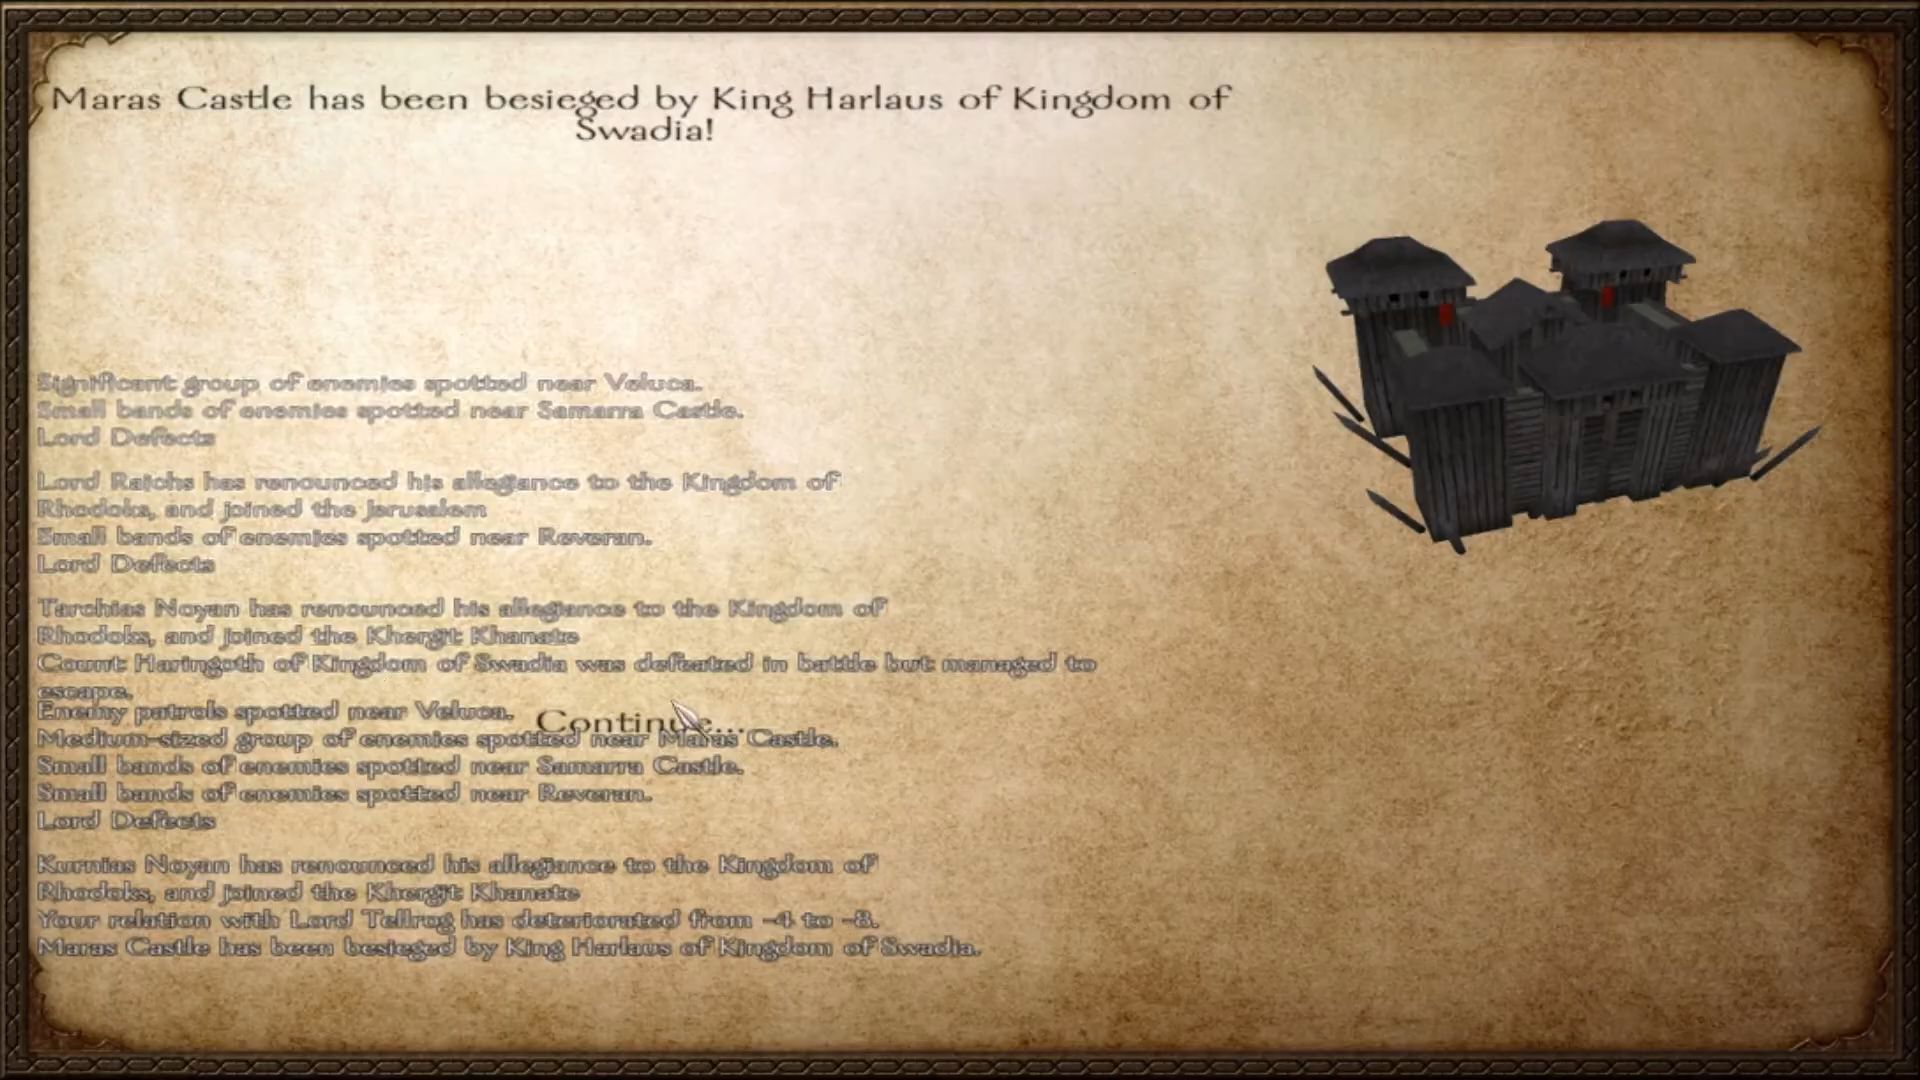 Maras Castle has been besieged by King Harlaus of Kingdom of
Swadia!
Significant group of enemies spotted near Veluca.
Small bands of enemies spotted near Samarra Castle.
Lord Defects
Lord Raichs has renounced his allegiance to the Kingdom of
Rhodoks, and joined the Jerusalem
Small bands of enemies spotted near Reveran.
Lord Defects
Tarchias Noyan has renounced his allegiance to the Kingdom of
Rhodoks, and joined the Khergit Khanate
Count Haringoth of Kingdom of Swadia was defeated in battle but managed to
escape.
Enemy patrols spotted near Veluca.
Continue...
Medium-sized group of enemies spotted near Maras Castle.
Small bands of enemies spotted near Samarra Castle.
Small bands of enemies spotted near Reveran.
Lord Defects
Kurnias Noyan has renounced his allegiance to the Kingdom of
Rhodoks, and joined the Khergit Khanate
Your relation with Lord Tellrog has deteriorated from -4 to -8.
Maras Castle has been besieged by King Harlaus of Kingdom of Swadia.